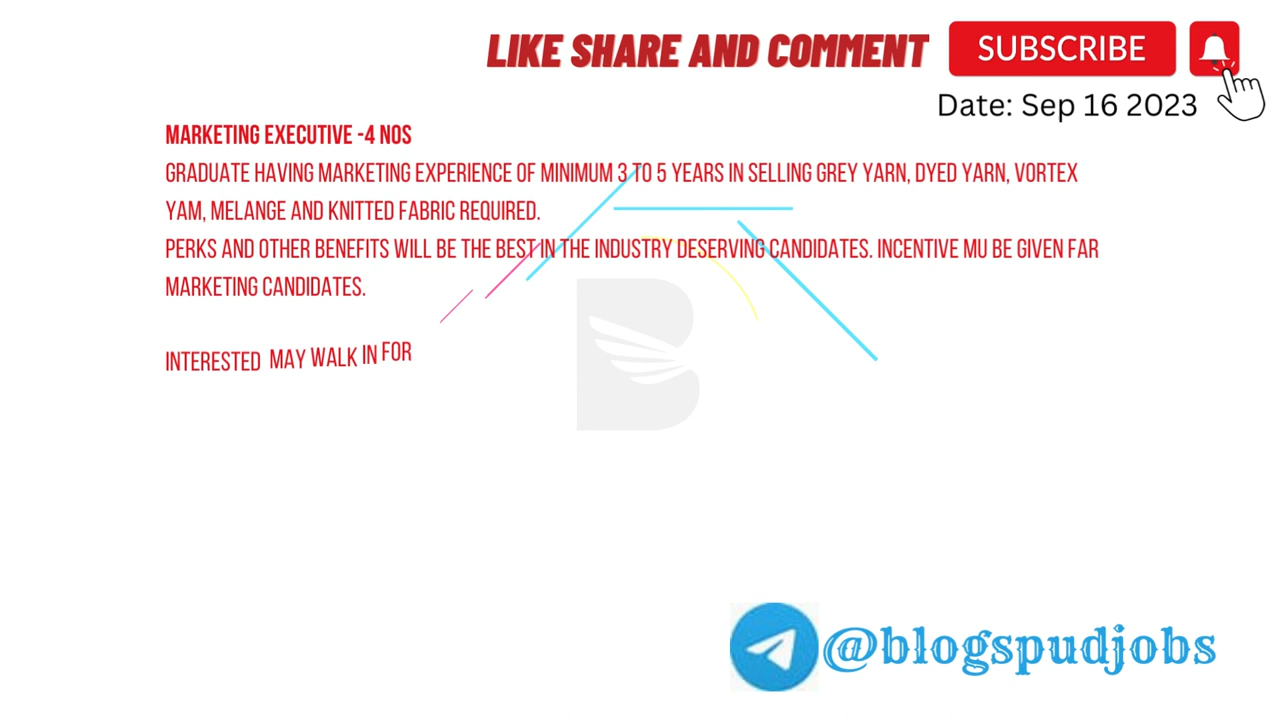 LIKE SHARE AND COMMENT
SUBSCRIBE
Date: Sep 16 2023
MARKETING EXECUTIVE -4 NOS
GRADUATE HAVING MARKETING EXPERIENCE OF MINIMUM 3 TO 5 YEARS IN SELLING GREY YARN, DYED YARN, VORTEX
YAM, MELANGE AND KNITTED FABRIC REQUIRED.
PERKS AND OTHER BENEFITS WILL BE THE BEST IN THE INDUSTRY DESERVING CANDIDATES. INCENTIVE MU BE GIVEN FAR
MARKETING CANDIDATES.
INTERESTED MAY WALK IN FOR
@blogspudjobs